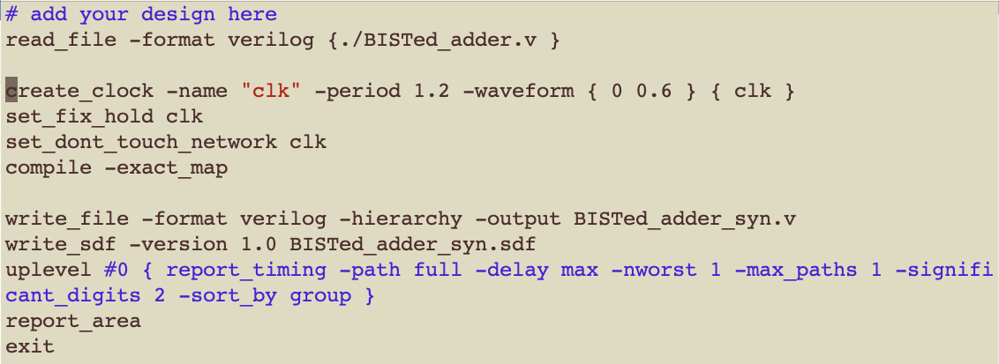 # add your design here
read_file -format verilog {./BISTed_adder.v }
create_clock -name "clk" -period 1.2 -waveform { 0 0.6 } { clk }
set_fix_hold clk
set_dont_touch_network clk
compile -exact_map
write_file -format verilog -hierarchy -output BISTed_adder_syn.v
write_sdf -version 1.0 BISTed_adder_syn.sdf
uplevel #0 { report_timing -path full -delay max -nworst 1 -max_paths 1 -signifi
cant_digits 2 -sort_by group }
report_area
exit